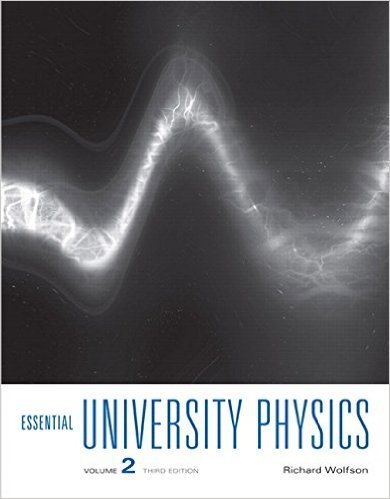 ESSENTIAL UNIVERSITY PHYSICS
VOLUME 2 THIRD EDITION Richard Wolfson